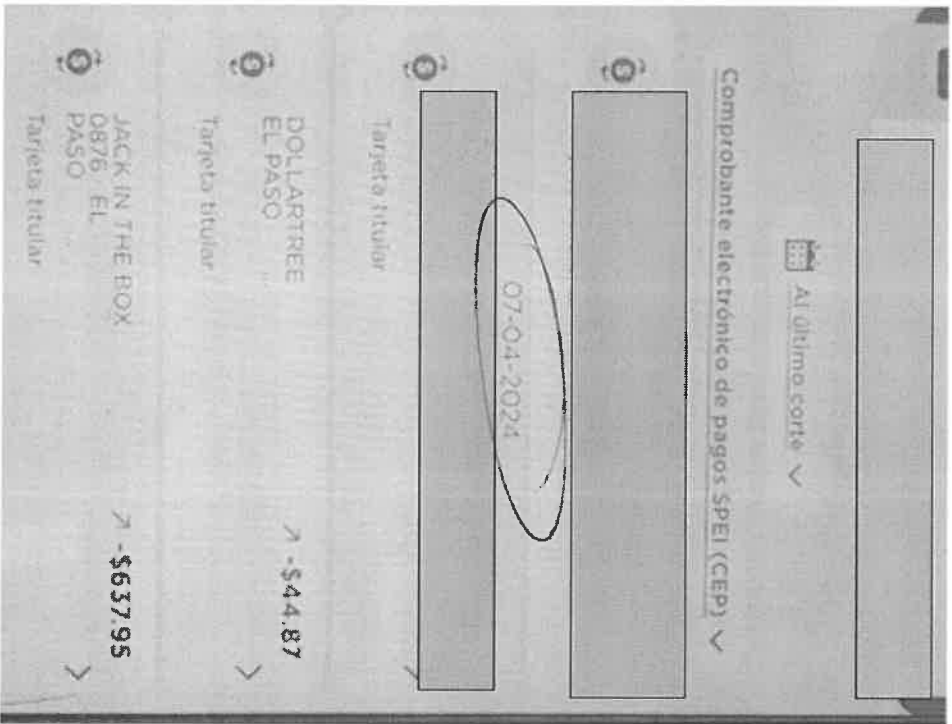 Al último corte
Comprobante electrónico de pagos SPEI (CEP)
07-04-2024
Tarjeta titular
DOLLARTREE
EL PASO
-$44.87
Tarjeta titular
JACK IN THE BOX
0876 EL
PASO
-$637.95
Tarjeta titular